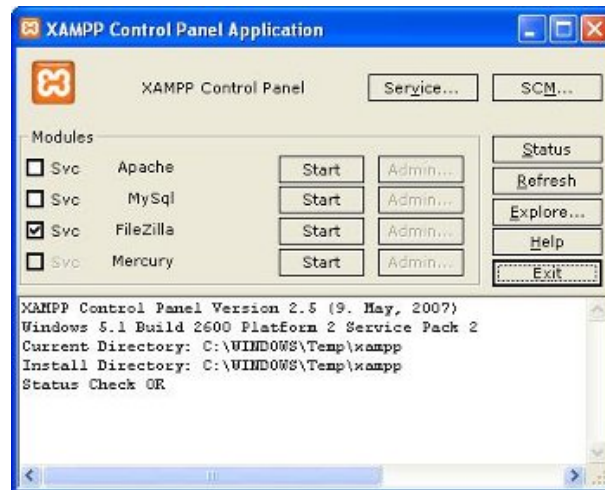 XAMPP Control Panel Application
XAMPP Control Panel Service... SCM...
Modules
Svc Apache Start Admin...
Svc MySql Start Admin...
Svc FileZilla Start Admin...
Svc Mercury Start Admin...
Status
Refresh
Explore...
Help
Exit
XAMPP Control Panel Version 2.5 (9. May, 2007)
Windows 5.1 Build 2600 Platform 2 Service Pack 2
Current Directory: C:\WINDOWS\Temp\xampp
Install Directory: C:\WINDOWS\Temp\xampp
Status Check OK